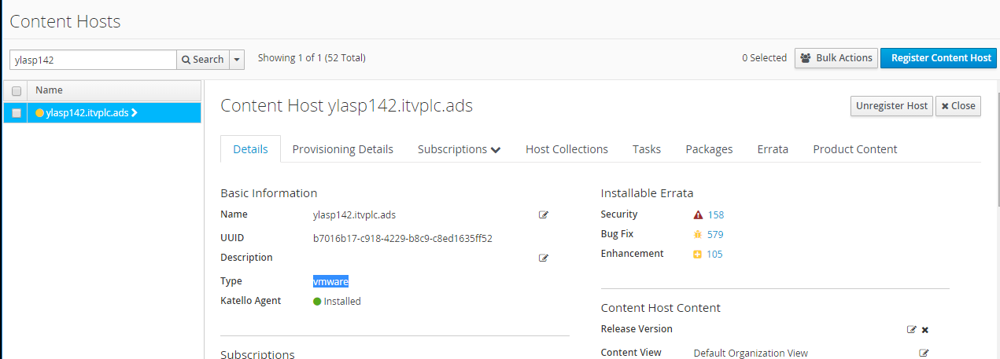 Content Hosts
ylasp142 Search Showing 1 of 1 (52 Total) 0 Selected Bulk Actions Register Content Host
Name
ylasp142.itvplc.ads
Content Host ylasp142.itvplc.ads Unregister Host Close
Details Provisioning Details Subscriptions Host Collections Tasks Packages Errata Product Content
Basic Information
Name ylasp142.itvplc.ads
UUID b7016b17-c918-4229-b8c9-c8ed1635ff52
Description
Type vmware
Katello Agent Installed
Subscriptions
Installable Errata
Security 158
Bug Fix 579
Enhancement 105
Content Host Content
Release Version
Content View Default Organization View